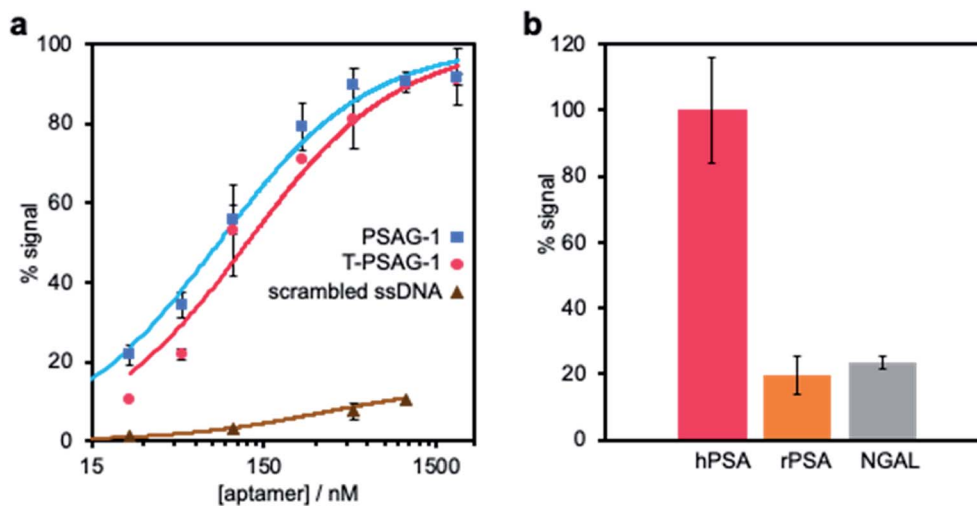 a
100
80
60
40
20
0
% signal
PSAG-1
T-PSAG-1
scrambled ssDNA
15
150
1500
[aptamer] / nM
b
120
100
80
60
40
20
0
% signal
hPSA
rPSA
NGAL